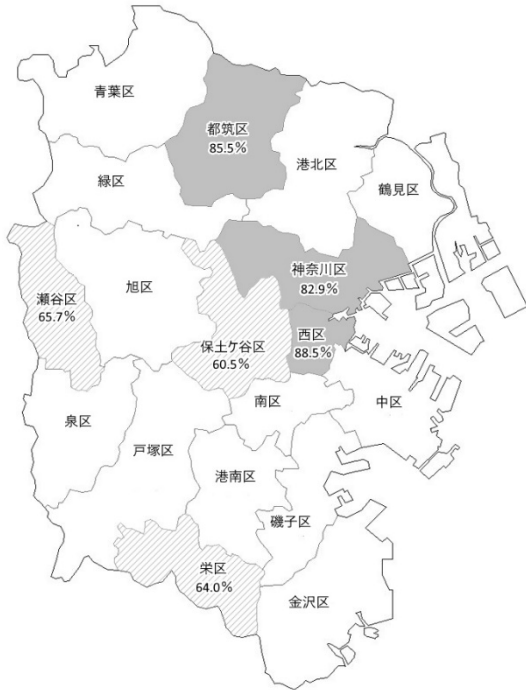 青葉区
都筑区
85.5%
港北区
緑区
鶴見区
神奈川区
82.9%
瀬谷区
65.7%
旭区
西区
88.5%
保土ケ谷区
60.5%
南区
中区
泉区
戸塚区
港南区
磯子区
栄区
64.0%
金沢区